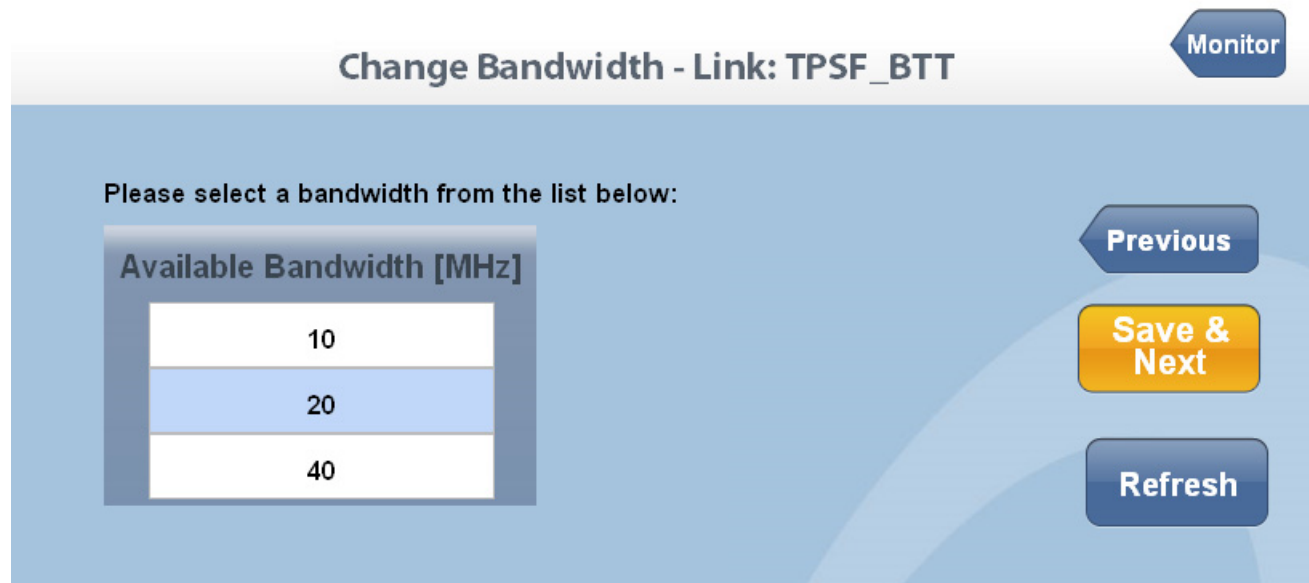 Monitor
Change Bandwidth - Link: TPSF_BTT
Please select a bandwidth from the list below:
Available Bandwidth [MHz]
10
20
40
Previous
Save &
Next
Refresh